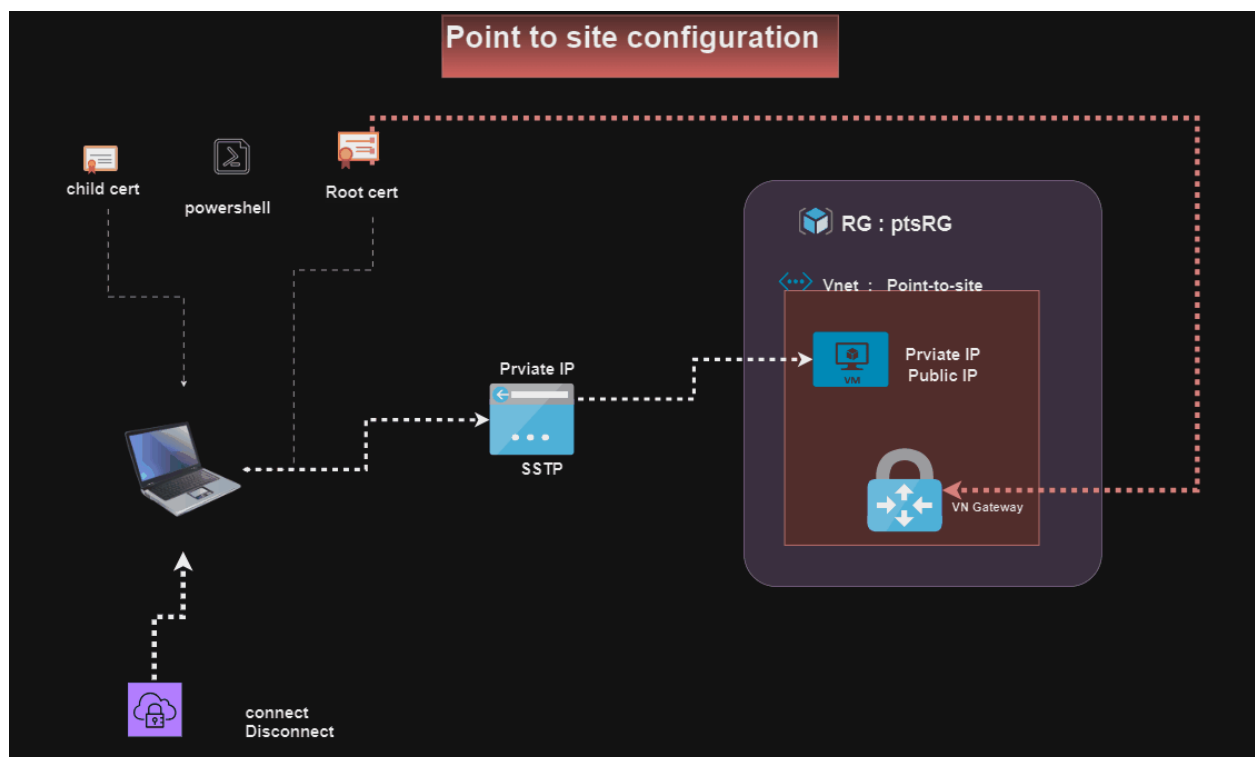 Point to site configuration
child cert
powershell
Root cert
RG : ptsRG
Vnet : Point-to-site
Prviate IP
SSTP
VM
Prviate IP
Public IP
VN Gateway
connect
Disconnect